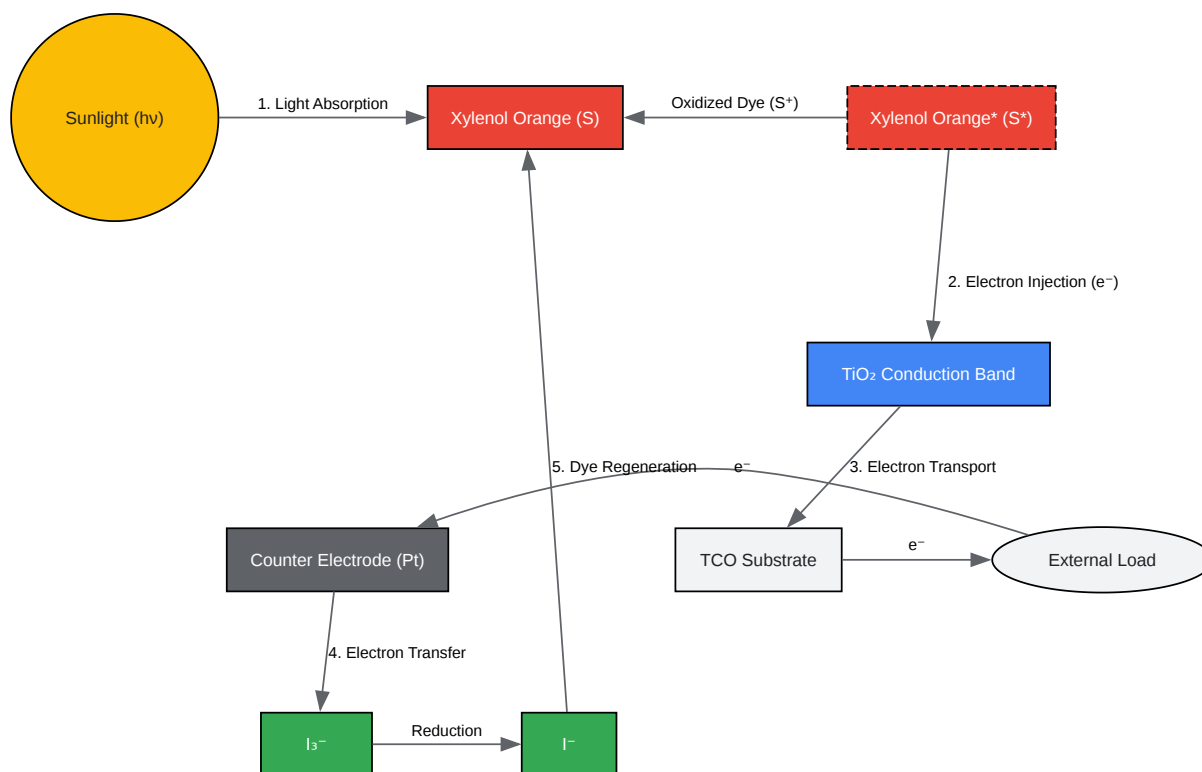 Sunlight (hν)
1. Light Absorption
Xylenol Orange (S)
Oxidized Dye (S⁺)
Xylenol Orange* (S*)
2. Electron Injection (e⁻)
TiO₂ Conduction Band
5. Dye Regeneration
e⁻
3. Electron Transport
Counter Electrode (Pt)
TCO Substrate
e⁻
External Load
4. Electron Transfer
I₃⁻
Reduction
I⁻